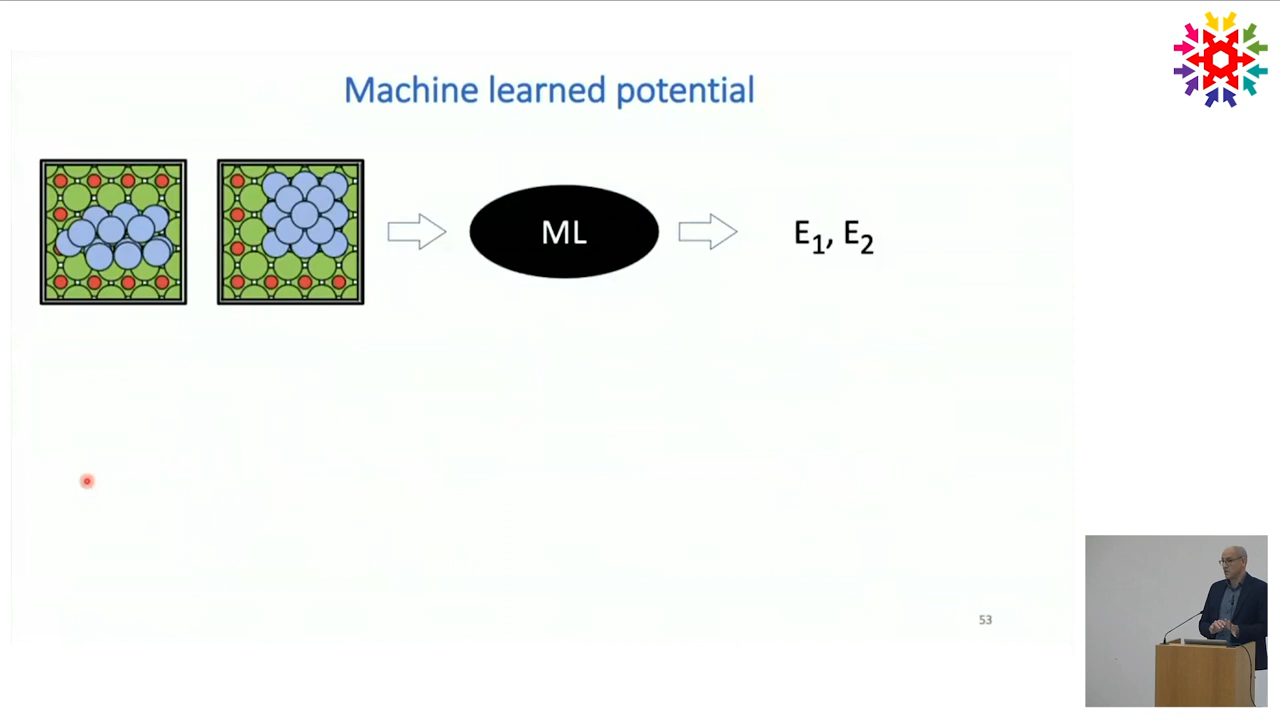 Machine learned potential
ML
E₁, E₂
53